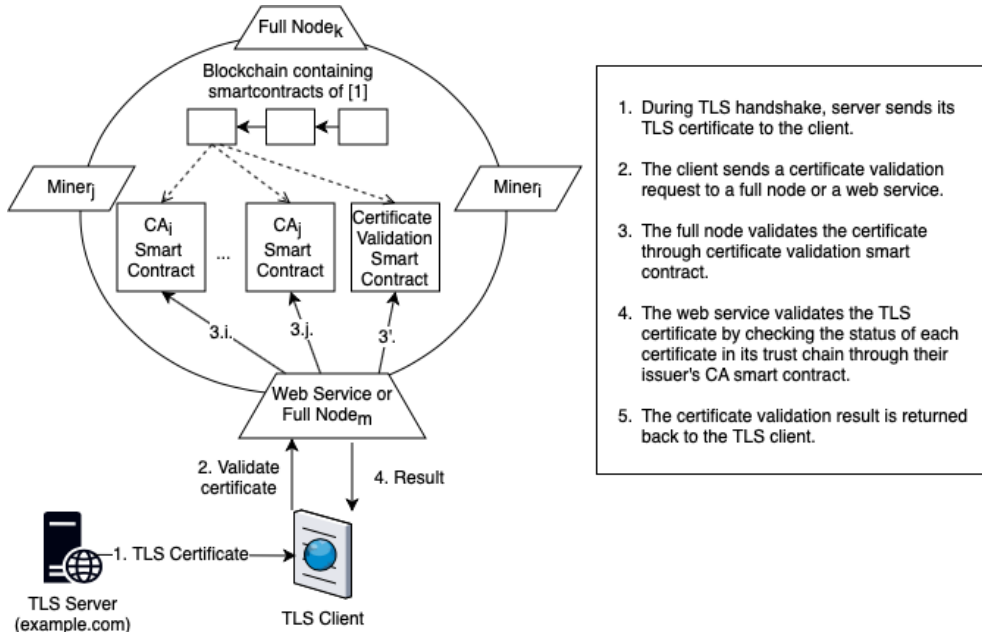 Full Nodek
Blockchain containing
smartcontracts of [1]
Minerj
Mineri
CAi
Smart
Contract
...
CAj
Smart
Contract
Certificate
Validation
Smart
Contract
3.i.
3.j.
3'.
Web Service or
Full Nodem
2. Validate
certificate
4. Result
1. TLS Certificate
TLS Server
(example.com)
TLS Client
1. During TLS handshake, server sends its
TLS certificate to the client.
2. The client sends a certificate validation
request to a full node or a web service.
3. The full node validates the certificate
through certificate validation smart
contract.
4. The web service validates the TLS
certificate by checking the status of each
certificate in its trust chain through their
issuer's CA smart contract.
5. The certificate validation result is returned
back to the TLS client.